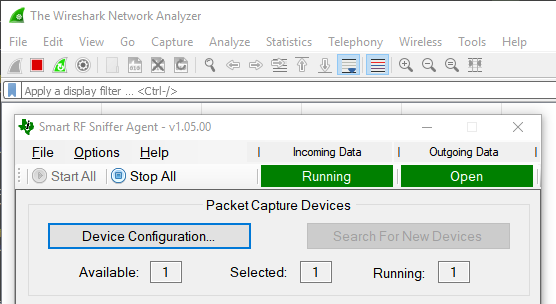 The Wireshark Network Analyzer
File Edit View Go Capture Analyze Statistics Telephony Wireless Tools Help
Apply a display filter ... <Ctrl-/>
Smart RF Sniffer Agent - v1.05.00
File Options Help Incoming Data Outgoing Data
Start All Stop All Running Open
Packet Capture Devices
Device Configuration... Search For New Devices
Available: 1 Selected: 1 Running: 1